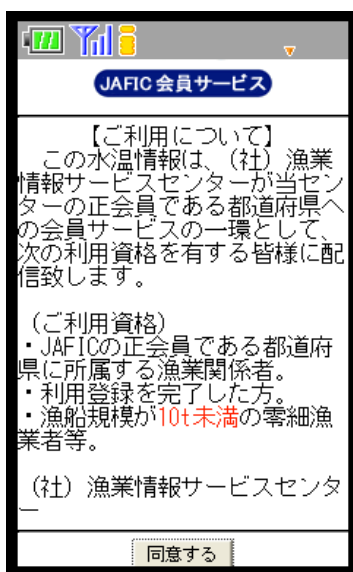 JAFIC 会員サービス
【ご利用について】
この水温情報は、(社)漁業
情報サービスセンターが当セン
ターの正会員である都道府県へ
の会員サービスの一環として、
次の利用資格を有する皆様に配
信致します。
(ご利用資格)
・JAFICの正会員である都道府
県に所属する漁業関係者。
・利用登録を完了した方。
・漁船規模が10t未満の零細漁
業者等。
(社)漁業情報サービスセンタ
ー
同意する